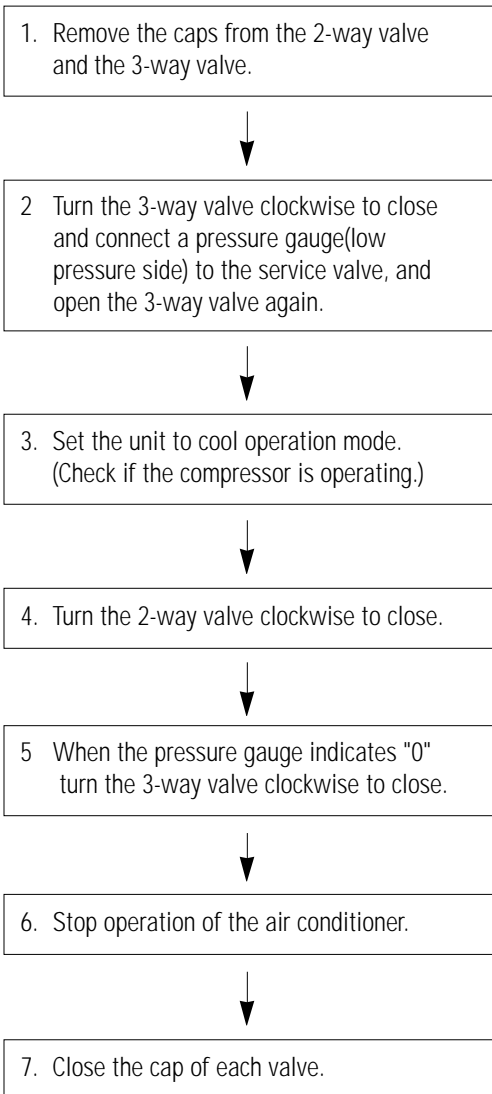 1. Remove the caps from the 2-way valve
and the 3-way valve.
2 Turn the 3-way valve clockwise to close
and connect a pressure gauge(low
pressure side) to the service valve, and
open the 3-way valve again.
3. Set the unit to cool operation mode.
(Check if the compressor is operating.)
4. Turn the 2-way valve clockwise to close.
5 When the pressure gauge indicates "0"
turn the 3-way valve clockwise to close.
6. Stop operation of the air conditioner.
7. Close the cap of each valve.